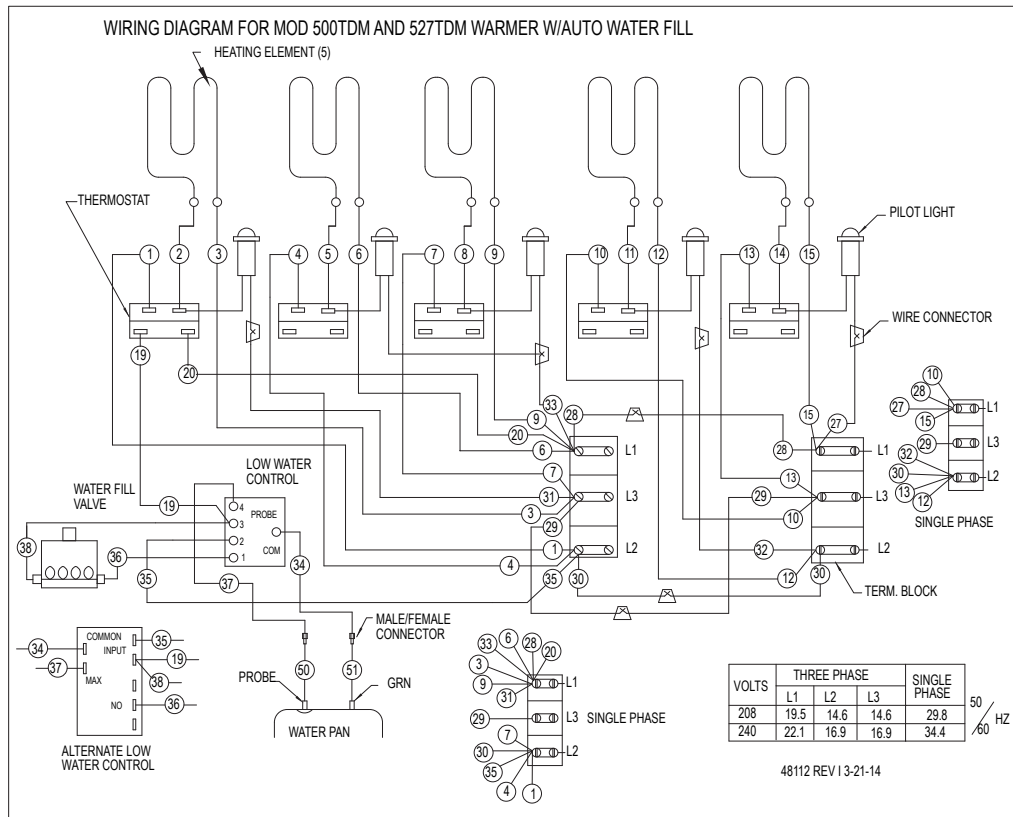 WIRING DIAGRAM FOR MOD 500TDM AND 527TDM WARMER W/AUTO WATER FILL
HEATING ELEMENT (5)
THERMOSTAT
PILOT LIGHT
1 2 3 4 5 6 7 8 9 10 11 12 13 14 15
WIRE CONNECTOR
19
20
33
9
28
20
6
L1
7
31
3
29
L3
1
4
35
30
L2
15
27
28
L1
13
29
10
L3
32
12
30
L2
TERM. BLOCK
10
28
27
15
L1
29
L3
32
30
13
12
L2
SINGLE PHASE
LOW WATER
CONTROL
WATER FILL
VALVE
19
4
3
2
1
PROBE
COM
38
36
35
37
34
MALE/FEMALE
CONNECTOR
50
51
PROBE
GRN
WATER PAN
COMMON
INPUT
MAX
NO
34
37
35
19
38
36
ALTERNATE LOW
WATER CONTROL
6
28
33
20
3
9
31
L1
29
L3
SINGLE PHASE
7
30
35
4
1
L2
VOLTS THREE PHASE SINGLE PHASE
L1 L2 L3
208 19.5 14.6 14.6 29.8
240 22.1 16.9 16.9 34.4
50/60 HZ
48112 REV I 3-21-14